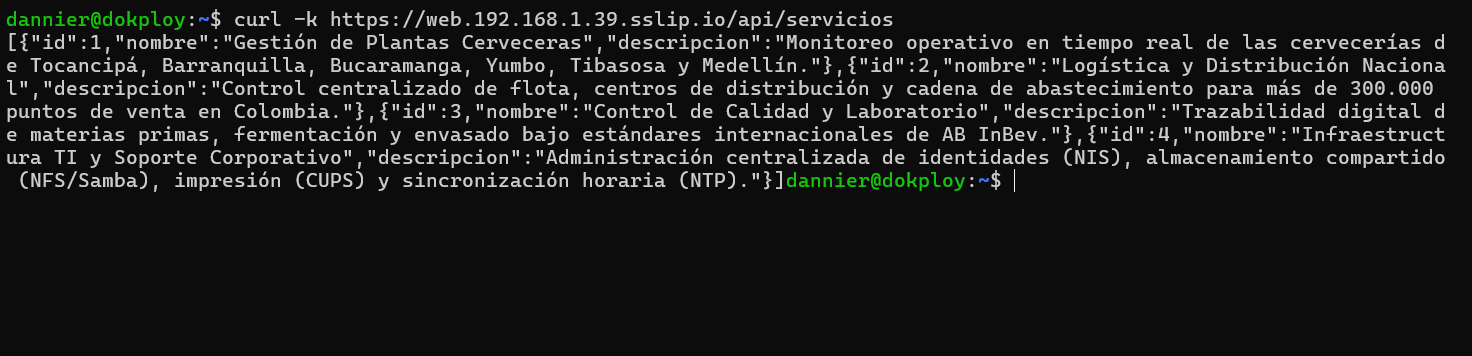 dannier@dokploy:~$ curl -k https://web.192.168.1.39.sslip.io/api/servicios
[{"id":1,"nombre":"Gestión de Plantas Cerveceras","descripcion":"Monitoreo operativo en tiempo real de las cervecerías d
e Tocancipá, Barranquilla, Bucaramanga, Yumbo, Tibasosa y Medellín."},{"id":2,"nombre":"Logística y Distribución Naciona
l","descripcion":"Control centralizado de flota, centros de distribución y cadena de abastecimiento para más de 300.000
puntos de venta en Colombia."},{"id":3,"nombre":"Control de Calidad y Laboratorio","descripcion":"Trazabilidad digital d
e materias primas, fermentación y envasado bajo estándares internacionales de AB InBev."},{"id":4,"nombre":"Infraestruct
ura TI y Soporte Corporativo","descripcion":"Administración centralizada de identidades (NIS), almacenamiento compartido
 (NFS/Samba), impresión (CUPS) y sincronización horaria (NTP)."}]dannier@dokploy:~$